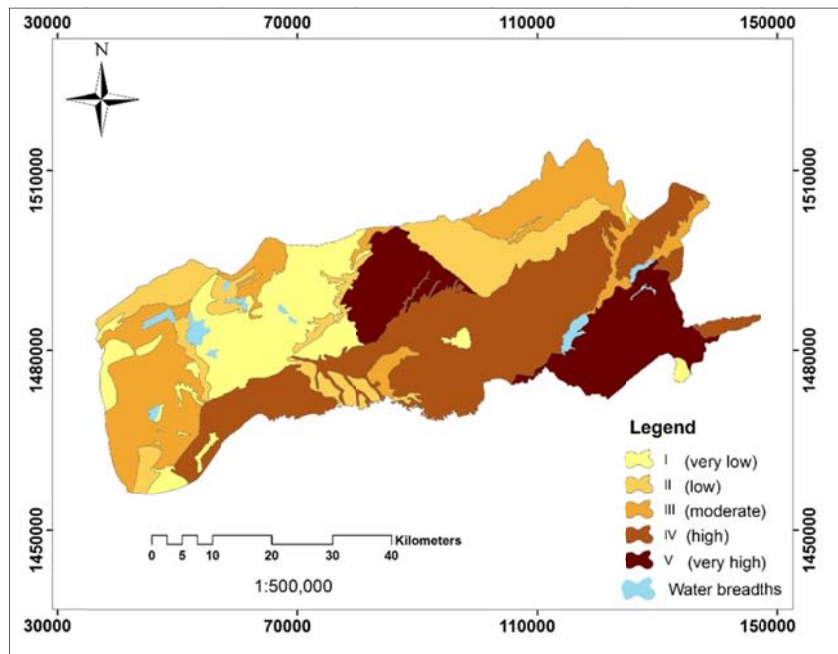 30000 70000 110000 150000
N
1510000 1510000
1480000 1480000
Legend
I (very low)
II (low)
III (moderate)
IV (high)
V (very high)
Water breadths
1450000 1450000
Kilometers
0 5 10 20 30 40
1:500,000
30000 70000 110000 150000